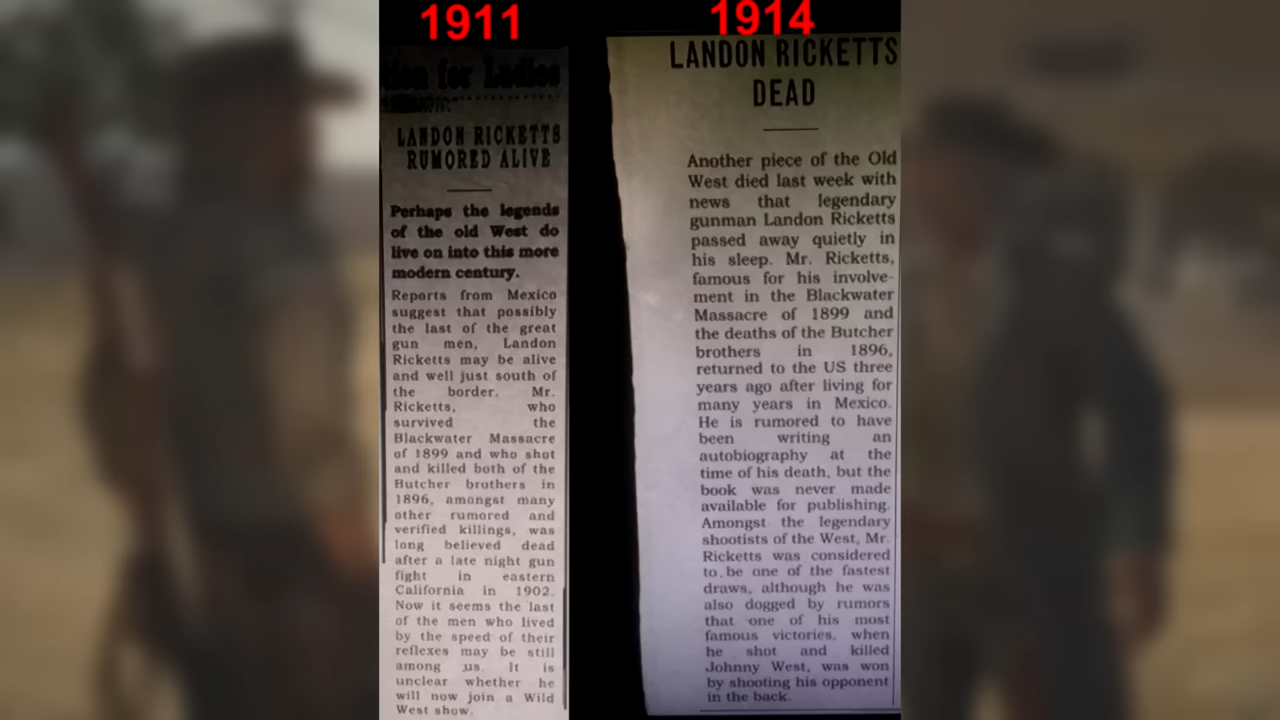 1911
for Ladies
LANDON RICKETTS
RUMORED ALIVE
Perhaps the legends
of the old West do
live on into this more
modern century.
Reports from Mexico
suggest that possibly
the last of the great
gun men, Landon
Ricketts may be alive
and well just south of
the border. Mr.
Ricketts, who
survived the
Blackwater Massacre
of 1899 and who shot
and killed both of the
Butcher brothers in
1896, amongst many
other rumored and
verified killings, was
long believed dead
after a late night gun
fight in eastern
California in 1902.
Now it seems the last
of the men who lived
by the speed of their
reflexes may be still
among us. It is
unclear whether he
will now join a Wild
West show.
1914
LANDON RICKETTS
DEAD
Another piece of the Old
West died last week with
news that legendary
gunman Landon Ricketts
passed away quietly in
his sleep. Mr. Ricketts,
famous for his involve-
ment in the Blackwater
Massacre of 1899 and
the deaths of the Butcher
brothers in 1896,
returned to the US three
years ago after living for
many years in Mexico.
He is rumored to have
been writing an
autobiography at the
time of his death, but the
book was never made
available for publishing.
Amongst the legendary
shootists of the West, Mr.
Ricketts was considered
to be one of the fastest
draws, although he was
also dogged by rumors
that one of his most
famous victories, when
he shot and killed
Johnny West, was won
by shooting his opponent
in the back.